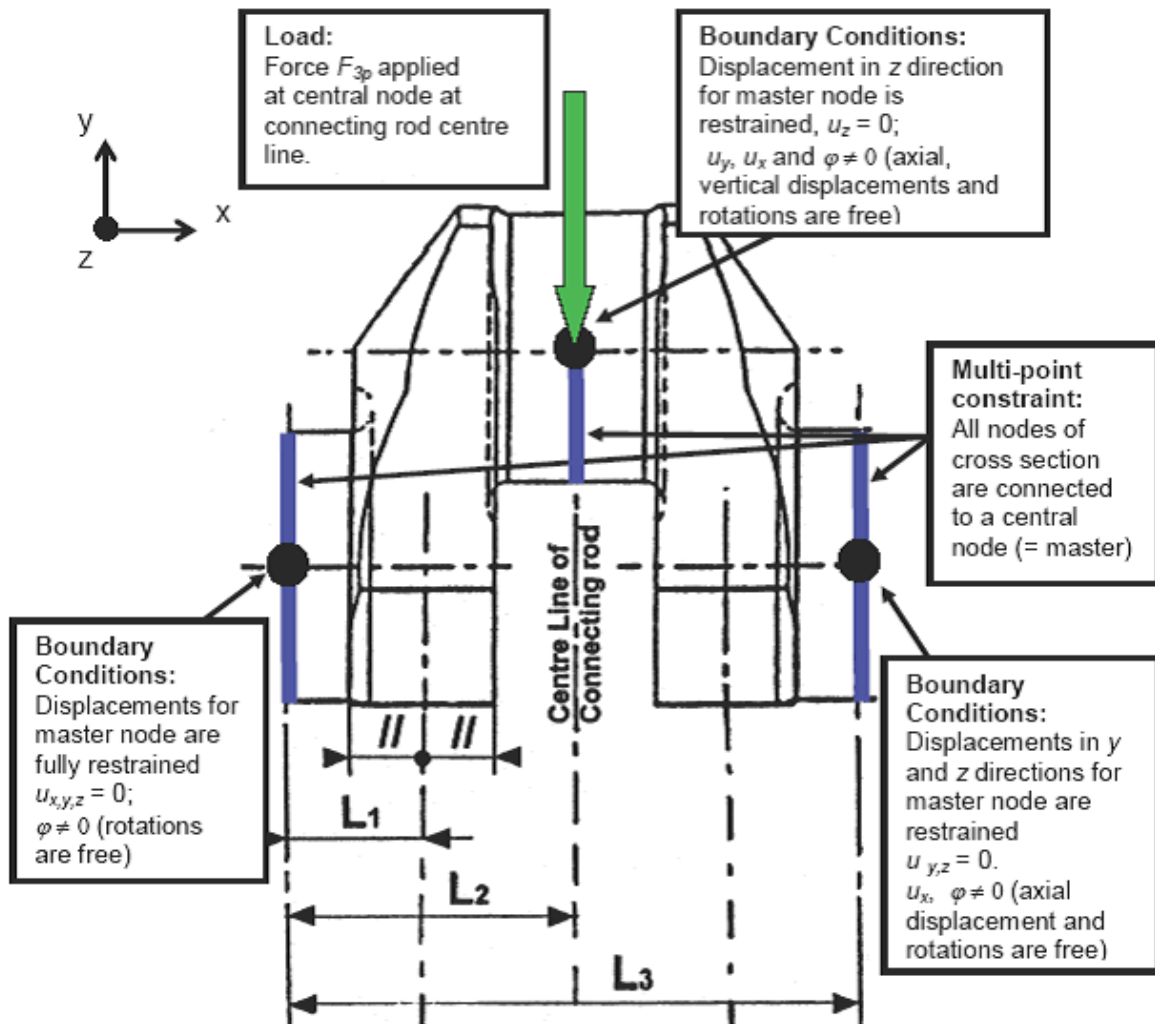 Load:
Force F3p applied
at central node at
connecting rod centre
line.
Boundary Conditions:
Displacement in z direction
for master node is
restrained, uz = 0;
uy, ux and φ ≠ 0 (axial,
vertical displacements and
rotations are free)
y
x
z
Multi-point
constraint:
All nodes of
cross section
are connected
to a central
node (= master)
Centre Line of
Connecting rod
Boundary
Conditions:
Displacements for
master node are
fully restrained
ux,y,z = 0;
φ ≠ 0 (rotations
are free)
Boundary
Conditions:
Displacements in y
and z directions for
master node are
restrained
u y,z = 0.
ux, φ ≠ 0 (axial
displacement and
rotations are free)
// //
L1
L2
L3